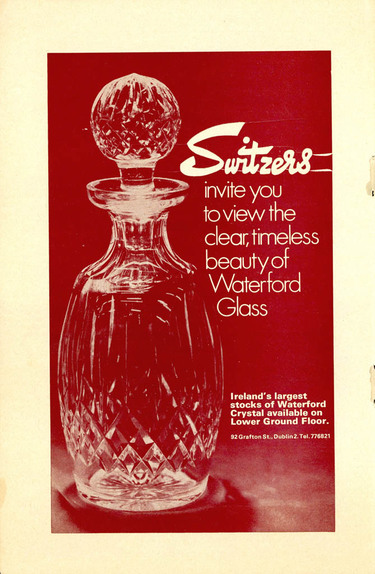 Switzers
invite you
to view the
clear, timeless
beauty of
Waterford
Glass
Ireland's largest
stocks of Waterford
Crystal available on
Lower Ground Floor.
92 Grafton St., Dublin 2. Tel. 776821